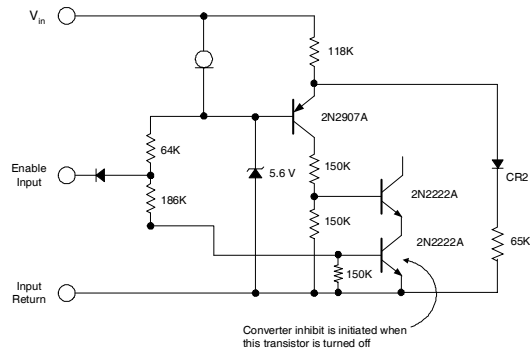 Vin
118K
2N2907A
64K
Enable
Input
186K
5.6 V
150K
2N2222A
CR2
150K
2N2222A
65K
150K
Input
Return
Converter inhibit is initiated when
this transistor is turned off